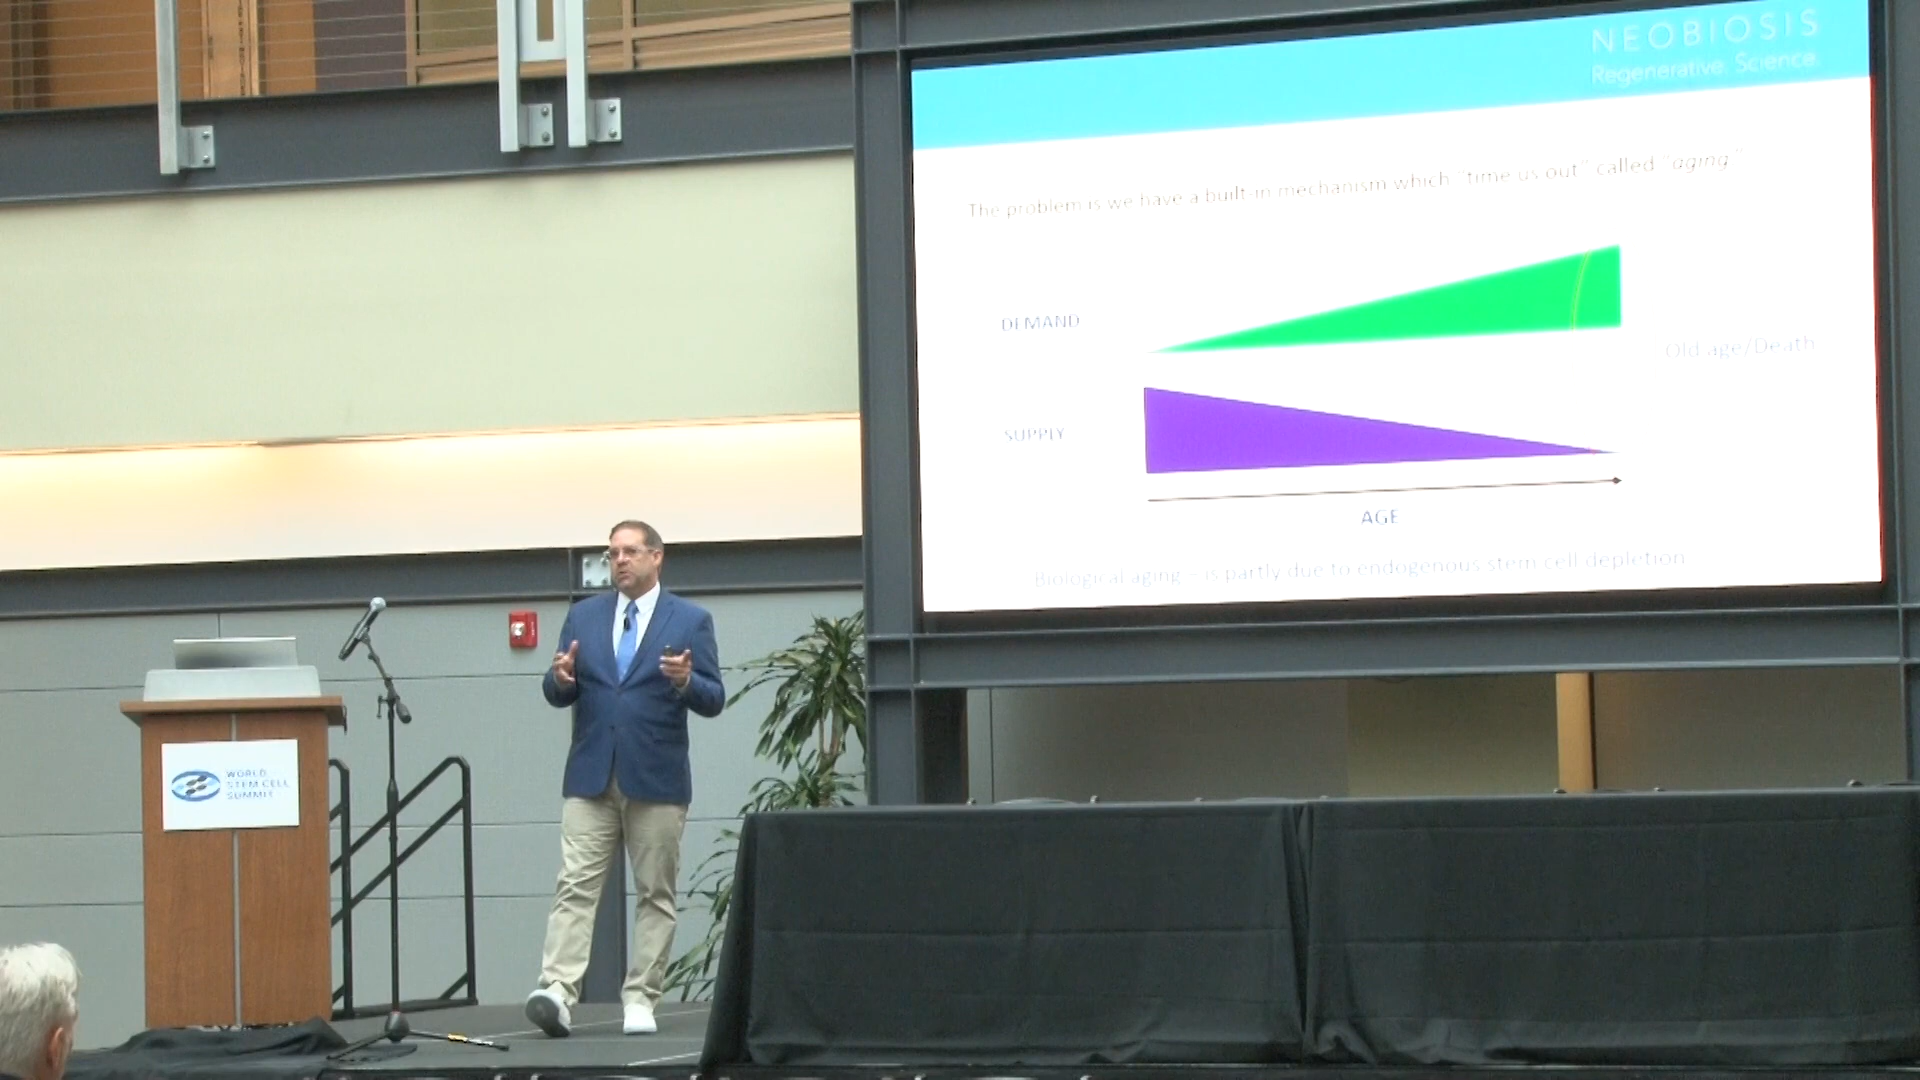 NEOBIOSIS
Regenerative. Science.
The problem is we have a built-in mechanism which "time us out" called "aging."
DEMAND
Old age/Death
SUPPLY
AGE
Biological aging – is partly due to endogenous stem cell depletion
WORLD
STEM CELL
SUMMIT